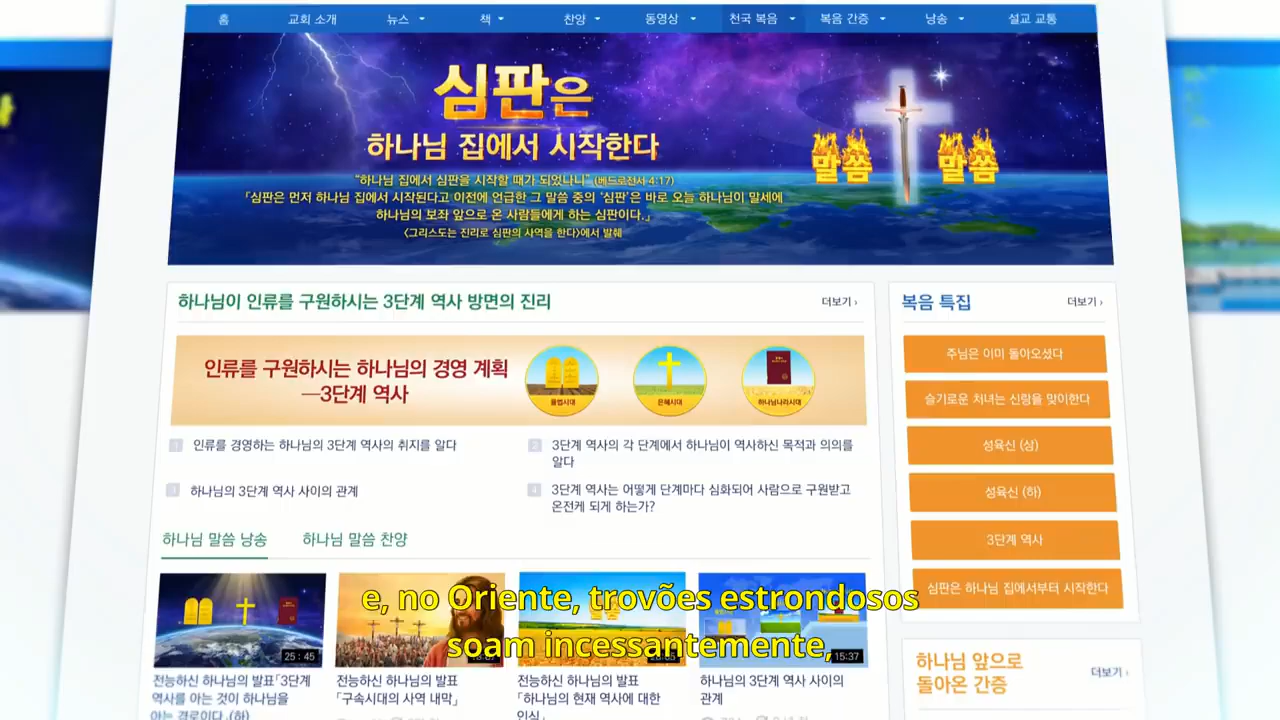 홈 교회 소개 뉴스 책 찬양 동영상 천국 복음 복음 간증 낭송 설교 교통
심판은
하나님 집에서 시작한다
말씀 말씀
“하나님 집에서 심판을 시작할 때가 되었나니” (베드로전서 4:17)
『심판은 먼저 하나님 집에서 시작된다고 이전에 언급한 그 말씀 중의 ‘심판’은 바로 오늘 하나님이 말세에
하나님의 보좌 앞으로 온 사람들에게 하는 심판이다.』
〈그리스도는 진리로 심판의 사역을 한다〉에서 발췌
하나님이 인류를 구원하시는 3단계 역사 방면의 진리 더보기 ›
인류를 구원하시는 하나님의 경영 계획
—3단계 역사
율법시대 은혜시대 하나님나라시대
1 인류를 경영하는 하나님의 3단계 역사의 취지를 알다
2 3단계 역사의 각 단계에서 하나님이 역사하신 목적과 의의를
알다
3 하나님의 3단계 역사 사이의 관계
4 3단계 역사는 어떻게 단계마다 심화되어 사람으로 구원받고
온전케 되게 하는가?
하나님 말씀 낭송 하나님 말씀 찬양
25:45
15:37
전능하신 하나님의 발표 「3단계
역사를 아는 것이 하나님을
아는 경로이다」(하)
전능하신 하나님의 발표
「구속시대의 사역 내막」
전능하신 하나님의 발표
「하나님의 현재 역사에 대한
인식」
하나님의 3단계 역사 사이의
관계
복음 특집 더보기 ›
주님은 이미 돌아오셨다
슬기로운 처녀는 신랑을 맞이한다
성육신 (상)
성육신 (하)
3단계 역사
심판은 하나님 집에서부터 시작한다
하나님 앞으로
돌아온 간증
더보기 ›
e, no Oriente, trovões estrondosos
soam incessantemente,